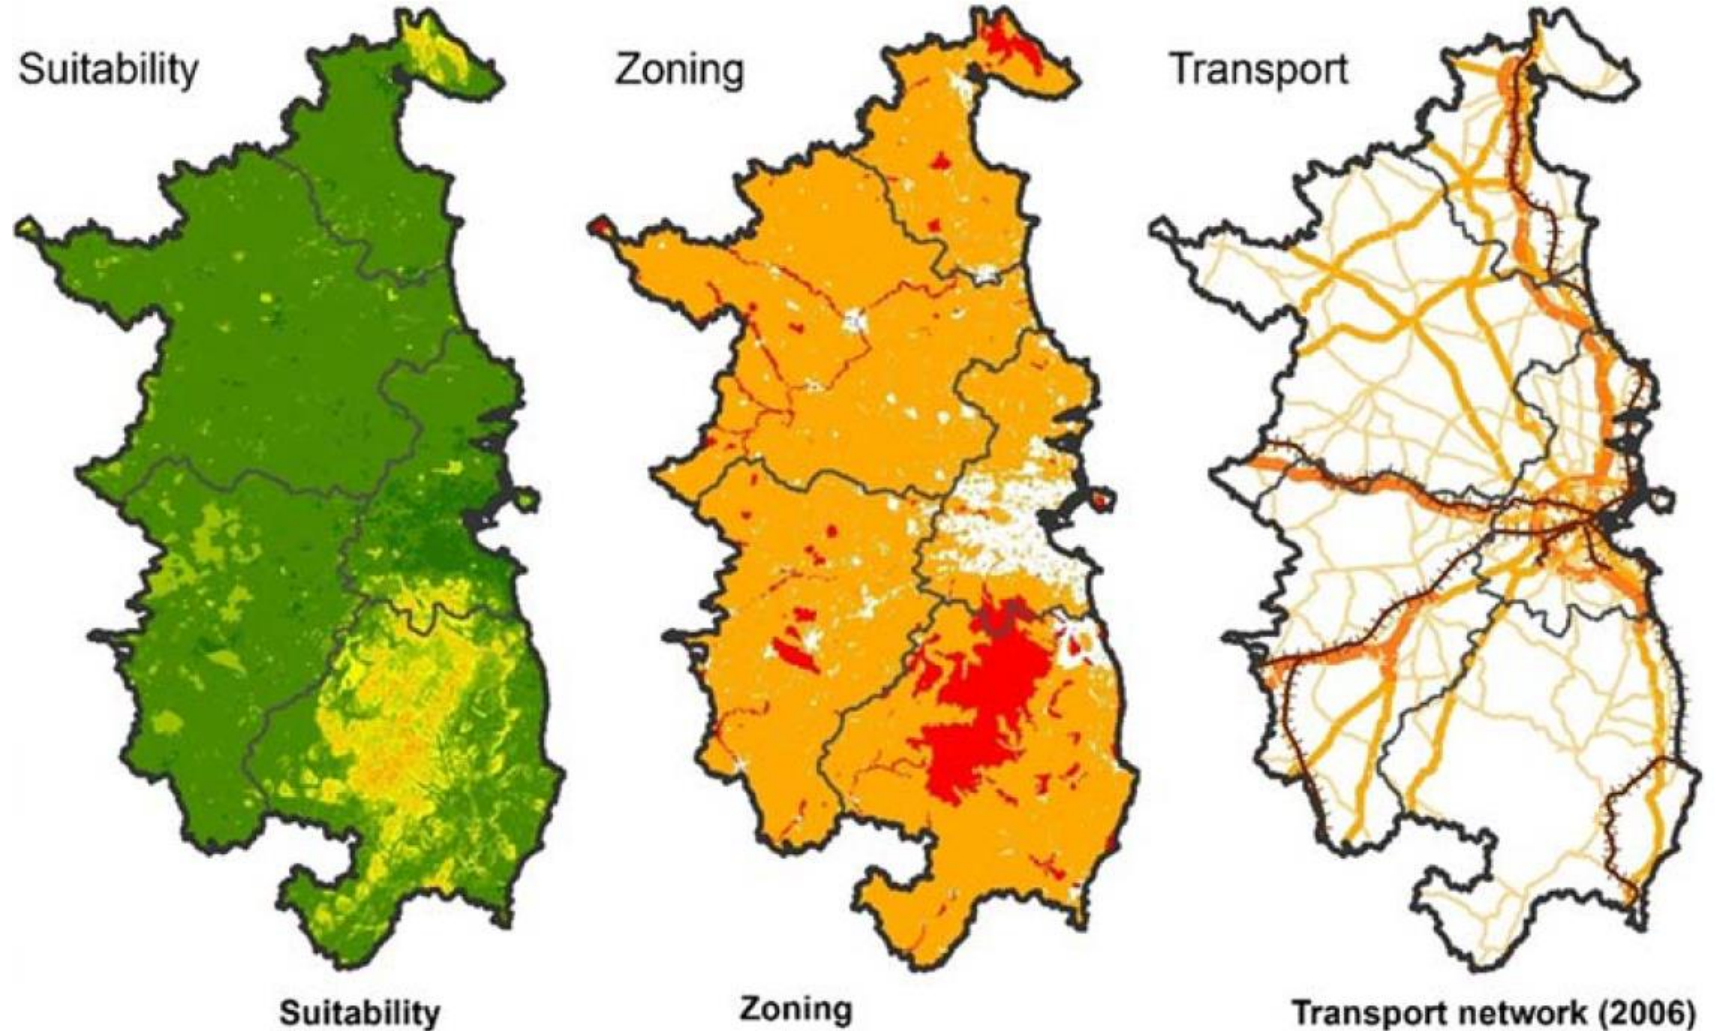 Suitability
Zoning
Transport
Suitability
Zoning
Transport network (2006)